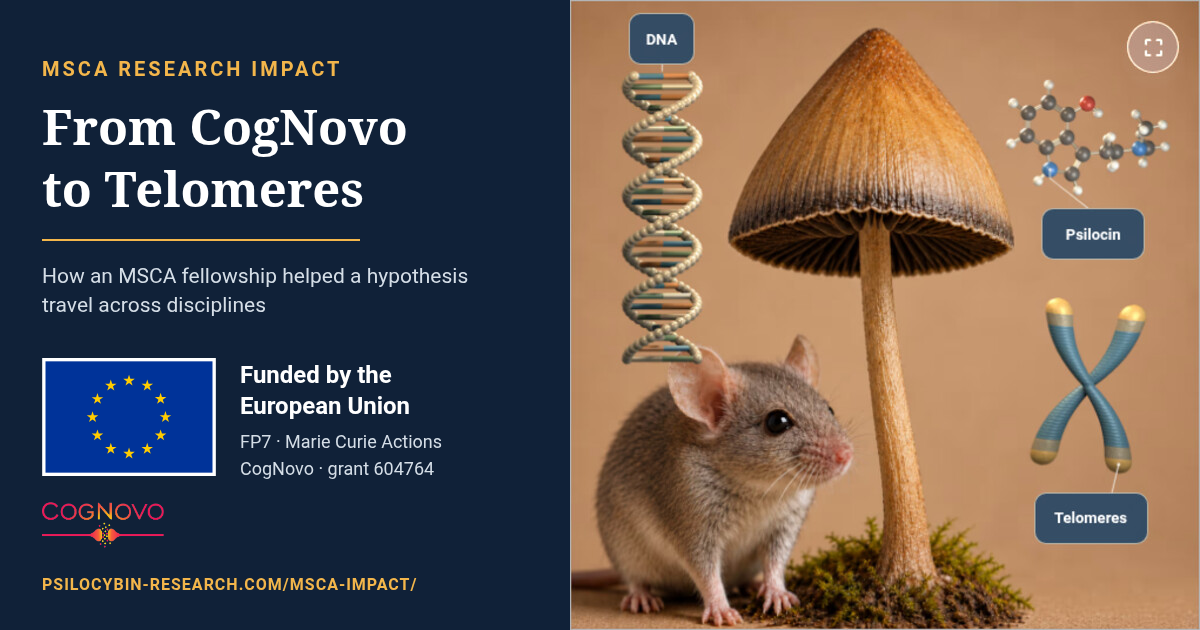 MSCA RESEARCH IMPACT
From CogNovo
to Telomeres
How an MSCA fellowship helped a hypothesis
travel across disciplines
Funded by the
European Union
FP7 · Marie Curie Actions
CogNovo · grant 604764
COGNOVO
PSILOCYBIN-RESEARCH.COM/MSCA-IMPACT/
DNA
Psilocin
Telomeres